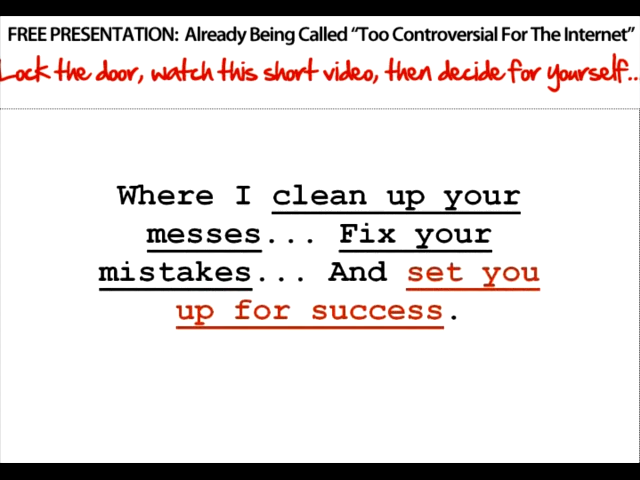 FREE PRESENTATION: Already Being Called “Too Controversial For The Internet”
Lock the door, watch this short video, then decide for yourself...
Where I clean up your
messes... Fix your
mistakes... And set you
up for success.